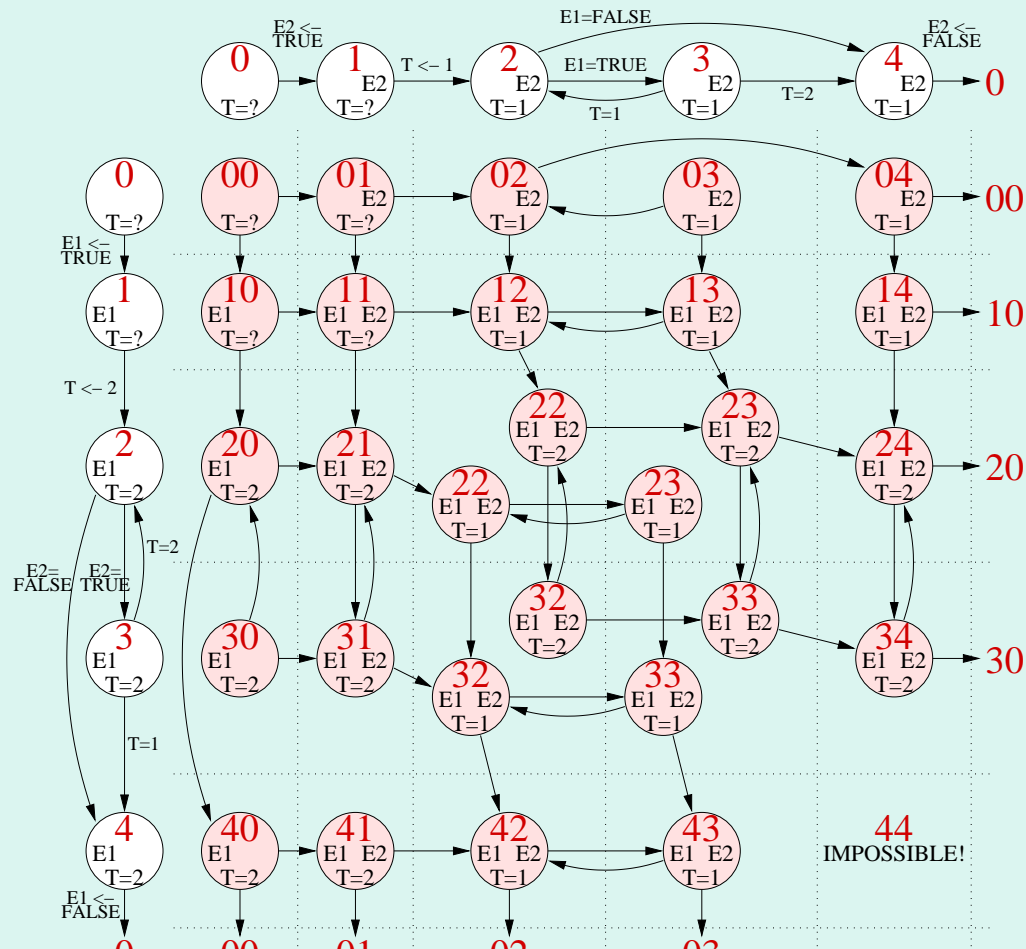 E2 <–
TRUE
E1=FALSE
E2 <–
FALSE
0
T=?
1
E2
T=?
T <– 1
2
E2
T=1
E1=TRUE
T=1
3
E2
T=1
T=2
4
E2
T=1
0
0
T=?
00
T=?
01
E2
T=?
02
E2
T=1
03
E2
T=1
04
E2
T=1
00
E1 <–
TRUE
1
E1
T=?
10
E1
T=?
11
E1 E2
T=?
12
E1 E2
T=1
13
E1 E2
T=1
14
E1 E2
T=1
10
T <– 2
22
E1 E2
T=2
23
E1 E2
T=2
2
E1
T=2
20
E1
T=2
21
E1 E2
T=2
22
E1 E2
T=1
23
E1 E2
T=1
24
E1 E2
T=2
20
T=2
E2=
FALSE
E2=
TRUE
32
E1 E2
T=2
33
E1 E2
T=2
3
E1
T=2
30
E1
T=2
31
E1 E2
T=2
32
E1 E2
T=1
33
E1 E2
T=1
34
E1 E2
T=2
30
T=1
4
E1
T=2
40
E1
T=2
41
E1 E2
T=2
42
E1 E2
T=1
43
E1 E2
T=1
44
IMPOSSIBLE!
E1 <–
FALSE
0
00
01
02
03